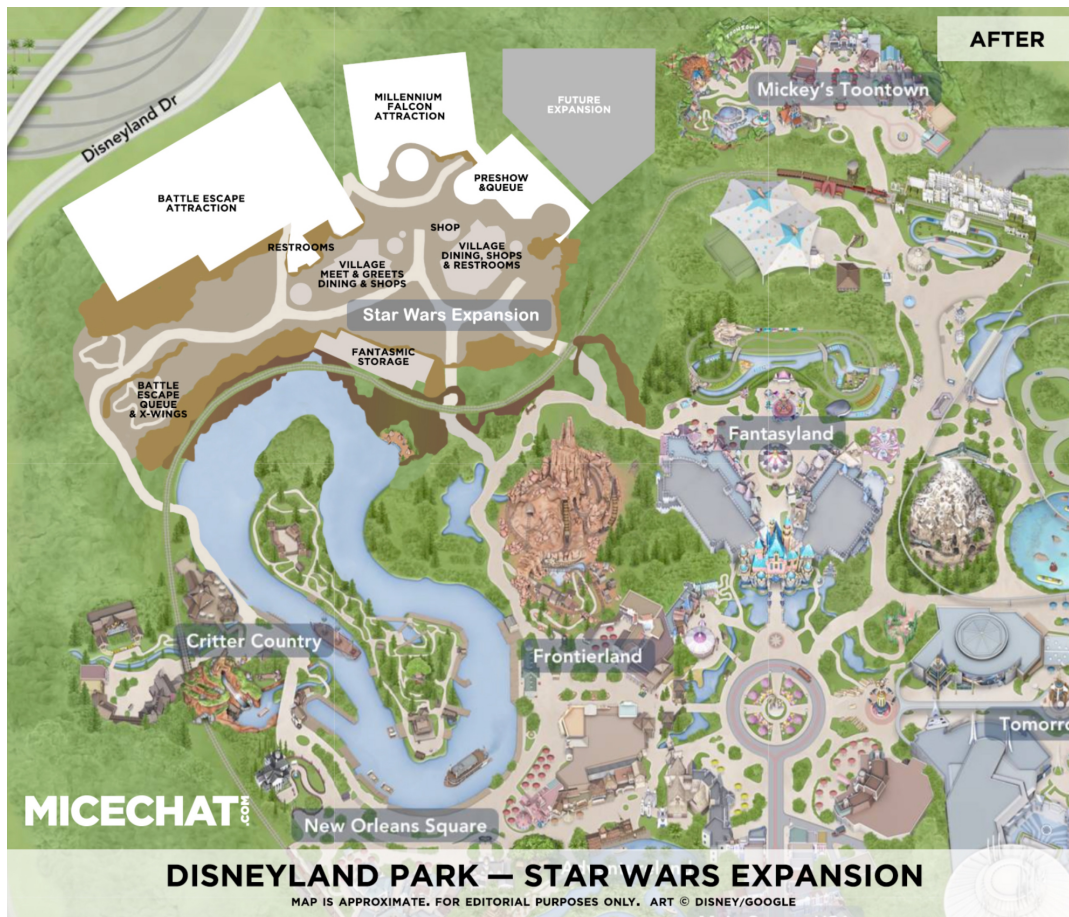 AFTER
Disneyland Dr
MILLENNIUM
FALCON
ATTRACTION
FUTURE
EXPANSION
Mickey's Toontown
BATTLE ESCAPE
ATTRACTION
PRESHOW
&QUEUE
RESTROOMS
SHOP
VILLAGE
MEET & GREETS
DINING & SHOPS
VILLAGE
DINING, SHOPS
& RESTROOMS
Star Wars Expansion
FANTASMIC
STORAGE
BATTLE
ESCAPE
QUEUE
& X-WINGS
Fantasyland
Critter Country
Frontierland
Tomorro
New Orleans Square
MICECHAT.COM
DISNEYLAND PARK — STAR WARS EXPANSION
MAP IS APPROXIMATE. FOR EDITORIAL PURPOSES ONLY. ART © DISNEY/GOOGLE